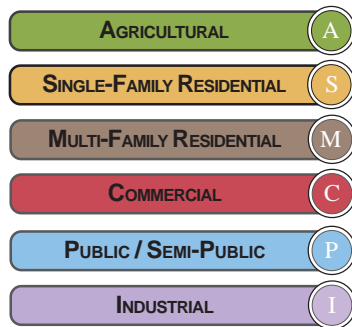 AGRICULTURAL A
SINGLE-FAMILY RESIDENTIAL S
MULTI-FAMILY RESIDENTIAL M
COMMERCIAL C
PUBLIC / SEMI-PUBLIC P
INDUSTRIAL I